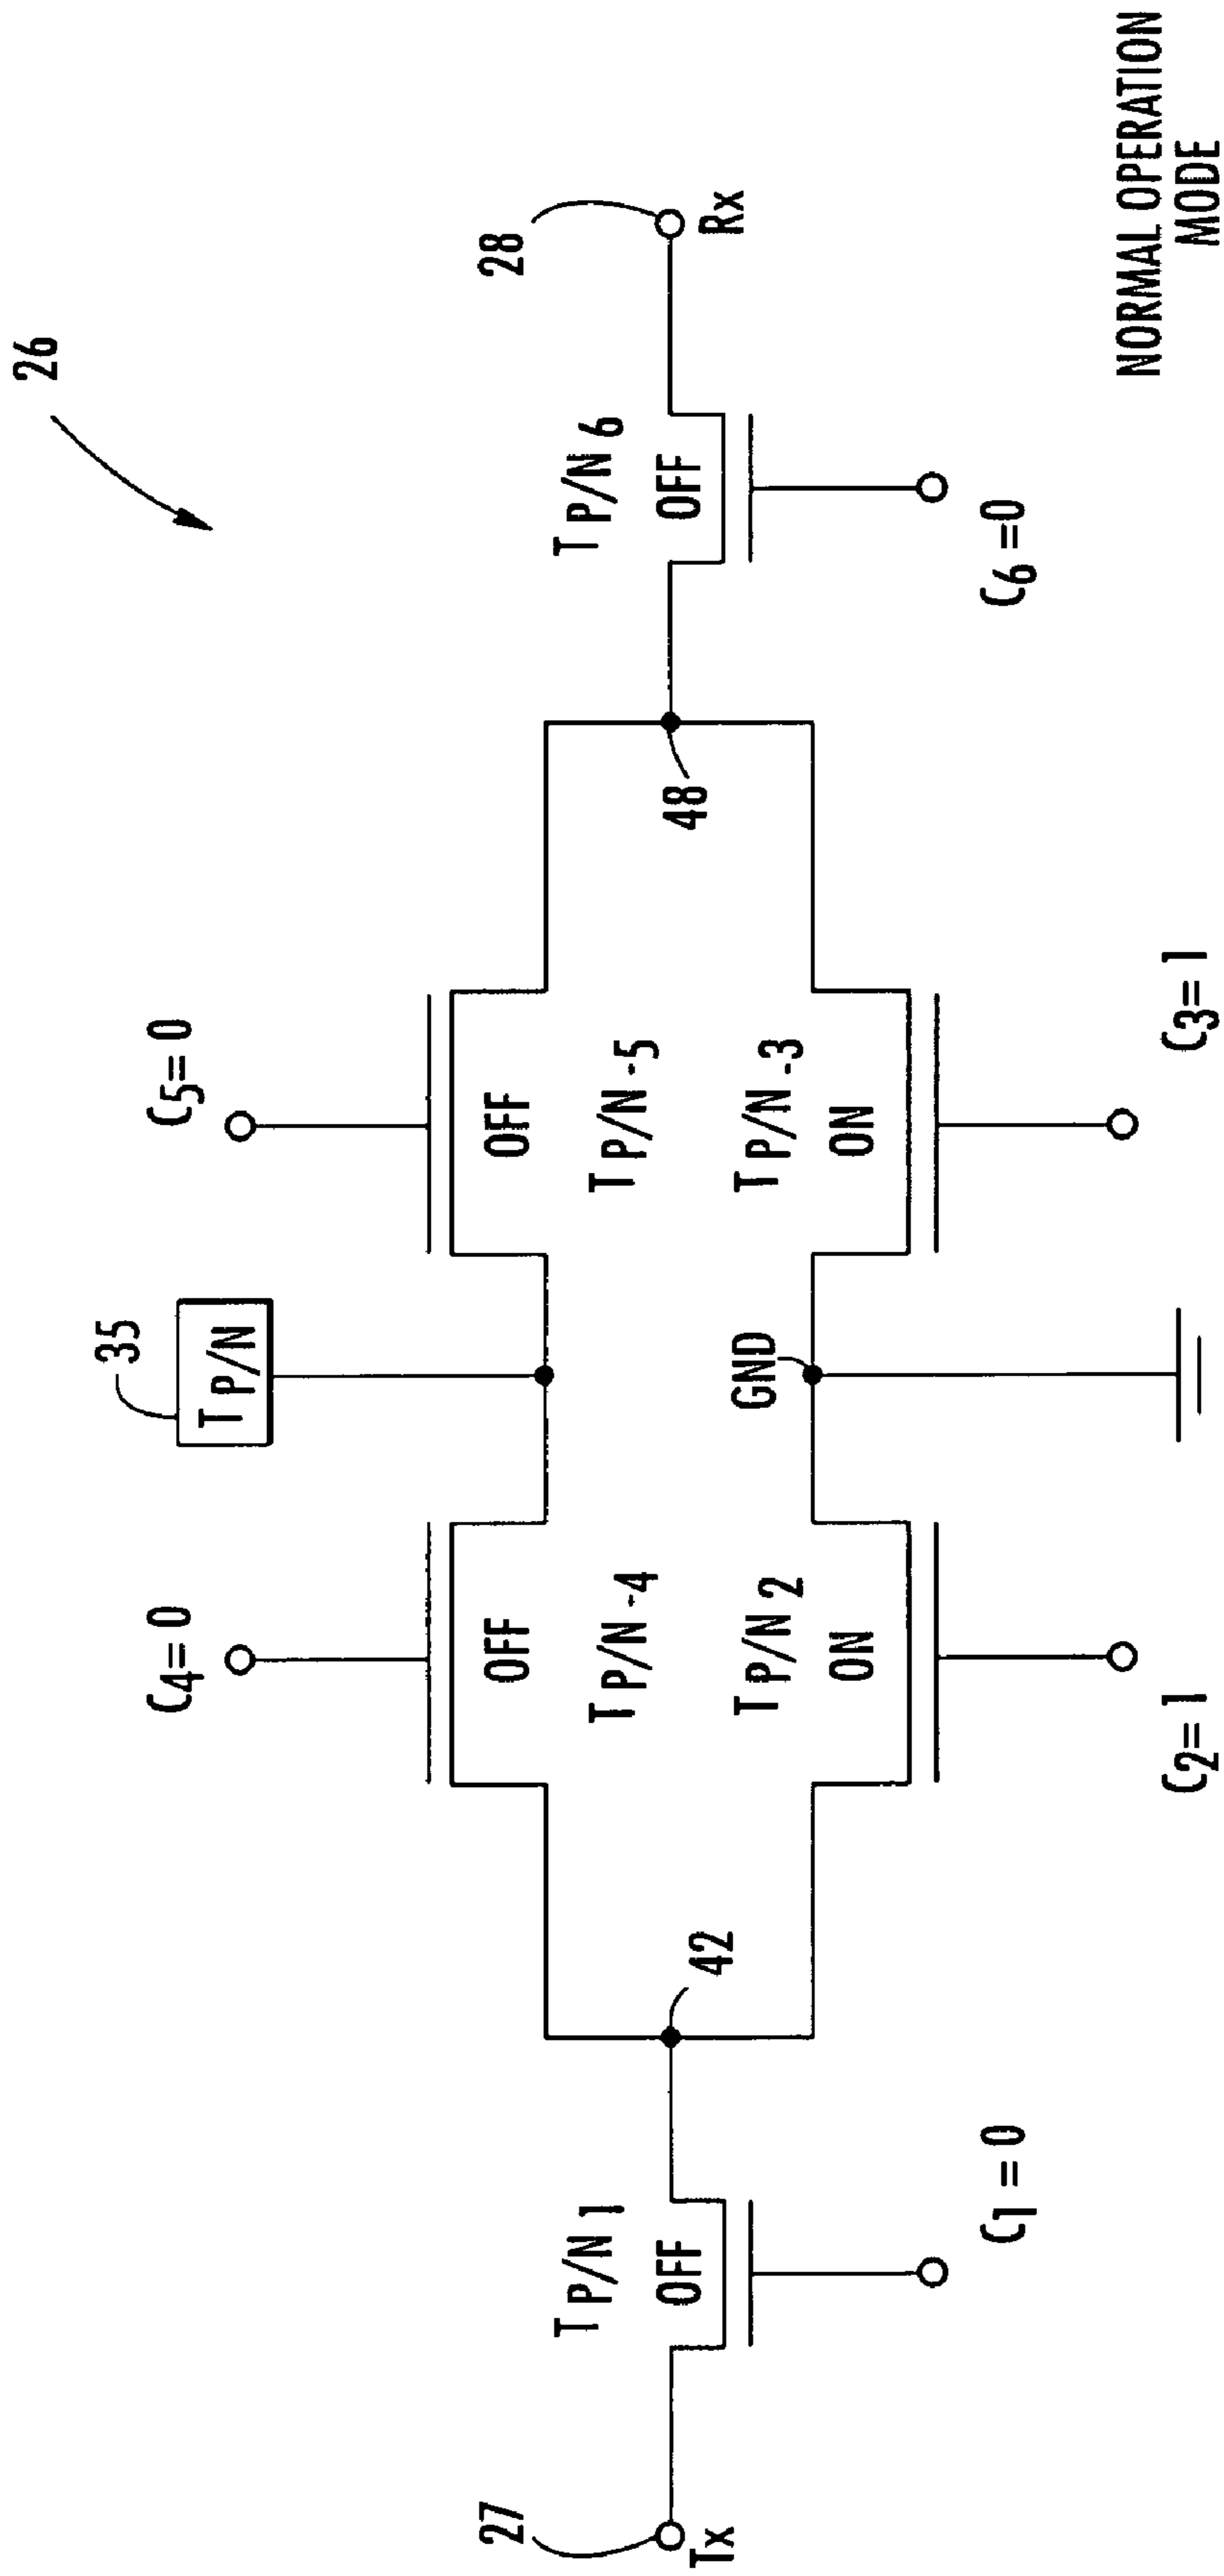 26
35
T P/N
C4=0
C5=0
OFF
OFF
27
28
T P/N 1
T P/N -4
T P/N -5
T P/N 6
OFF
OFF
Tx
42
48
Rx
T P/N 2
GND
T P/N -3
ON
ON
C1=0
C6=0
C2=1
C3=1
NORMAL OPERATION
MODE